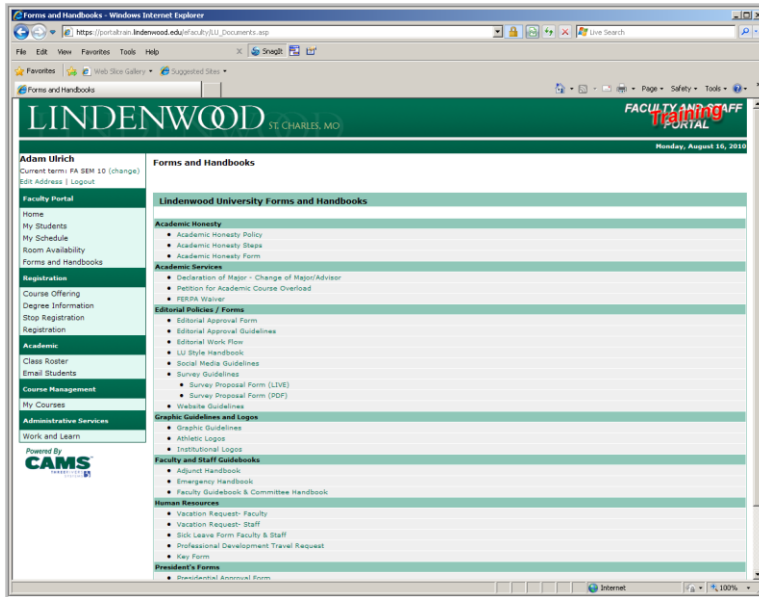 Forms and Handbooks - Windows Internet Explorer
https://portaltrain.lindenwood.edu/efaculty/LU_Documents.asp
Live Search
File Edit View Favorites Tools Help
SnagIt
Favorites Web Slice Gallery Suggested Sites
Forms and Handbooks
Page Safety Tools
LINDENWOOD ST. CHARLES, MO
FACULTY AND STAFF
Training
PORTAL
Monday, August 16, 2010
Adam Ulrich
Current term: FA SEM 10 (change)
Edit Address | Logout
Faculty Portal
Home
My Students
My Schedule
Room Availability
Forms and Handbooks
Registration
Course Offering
Degree Information
Stop Registration
Registration
Academic
Class Roster
Email Students
Course Management
My Courses
Administrative Services
Work and Learn
Powered By
CAMS
Forms and Handbooks
Lindenwood University Forms and Handbooks
Academic Honesty
Academic Honesty Policy
Academic Honesty Steps
Academic Honesty Form
Academic Services
Declaration of Major - Change of Major/Advisor
Petition for Academic Course Overload
FERPA Waiver
Editorial Policies / Forms
Editorial Approval Form
Editorial Approval Guidelines
Editorial Work Flow
LU Style Handbook
Social Media Guidelines
Survey Guidelines
Survey Proposal Form (LIVE)
Survey Proposal Form (PDF)
Website Guidelines
Graphic Guidelines and Logos
Graphic Guidelines
Athletic Logos
Institutional Logos
Faculty and Staff Guidebooks
Adjunct Handbook
Emergency Handbook
Faculty Guidebook & Committee Handbook
Human Resources
Vacation Request- Faculty
Vacation Request- Staff
Sick Leave Form Faculty & Staff
Professional Development Travel Request
Key Form
President's Forms
Presidential Approval Form
Internet
100%